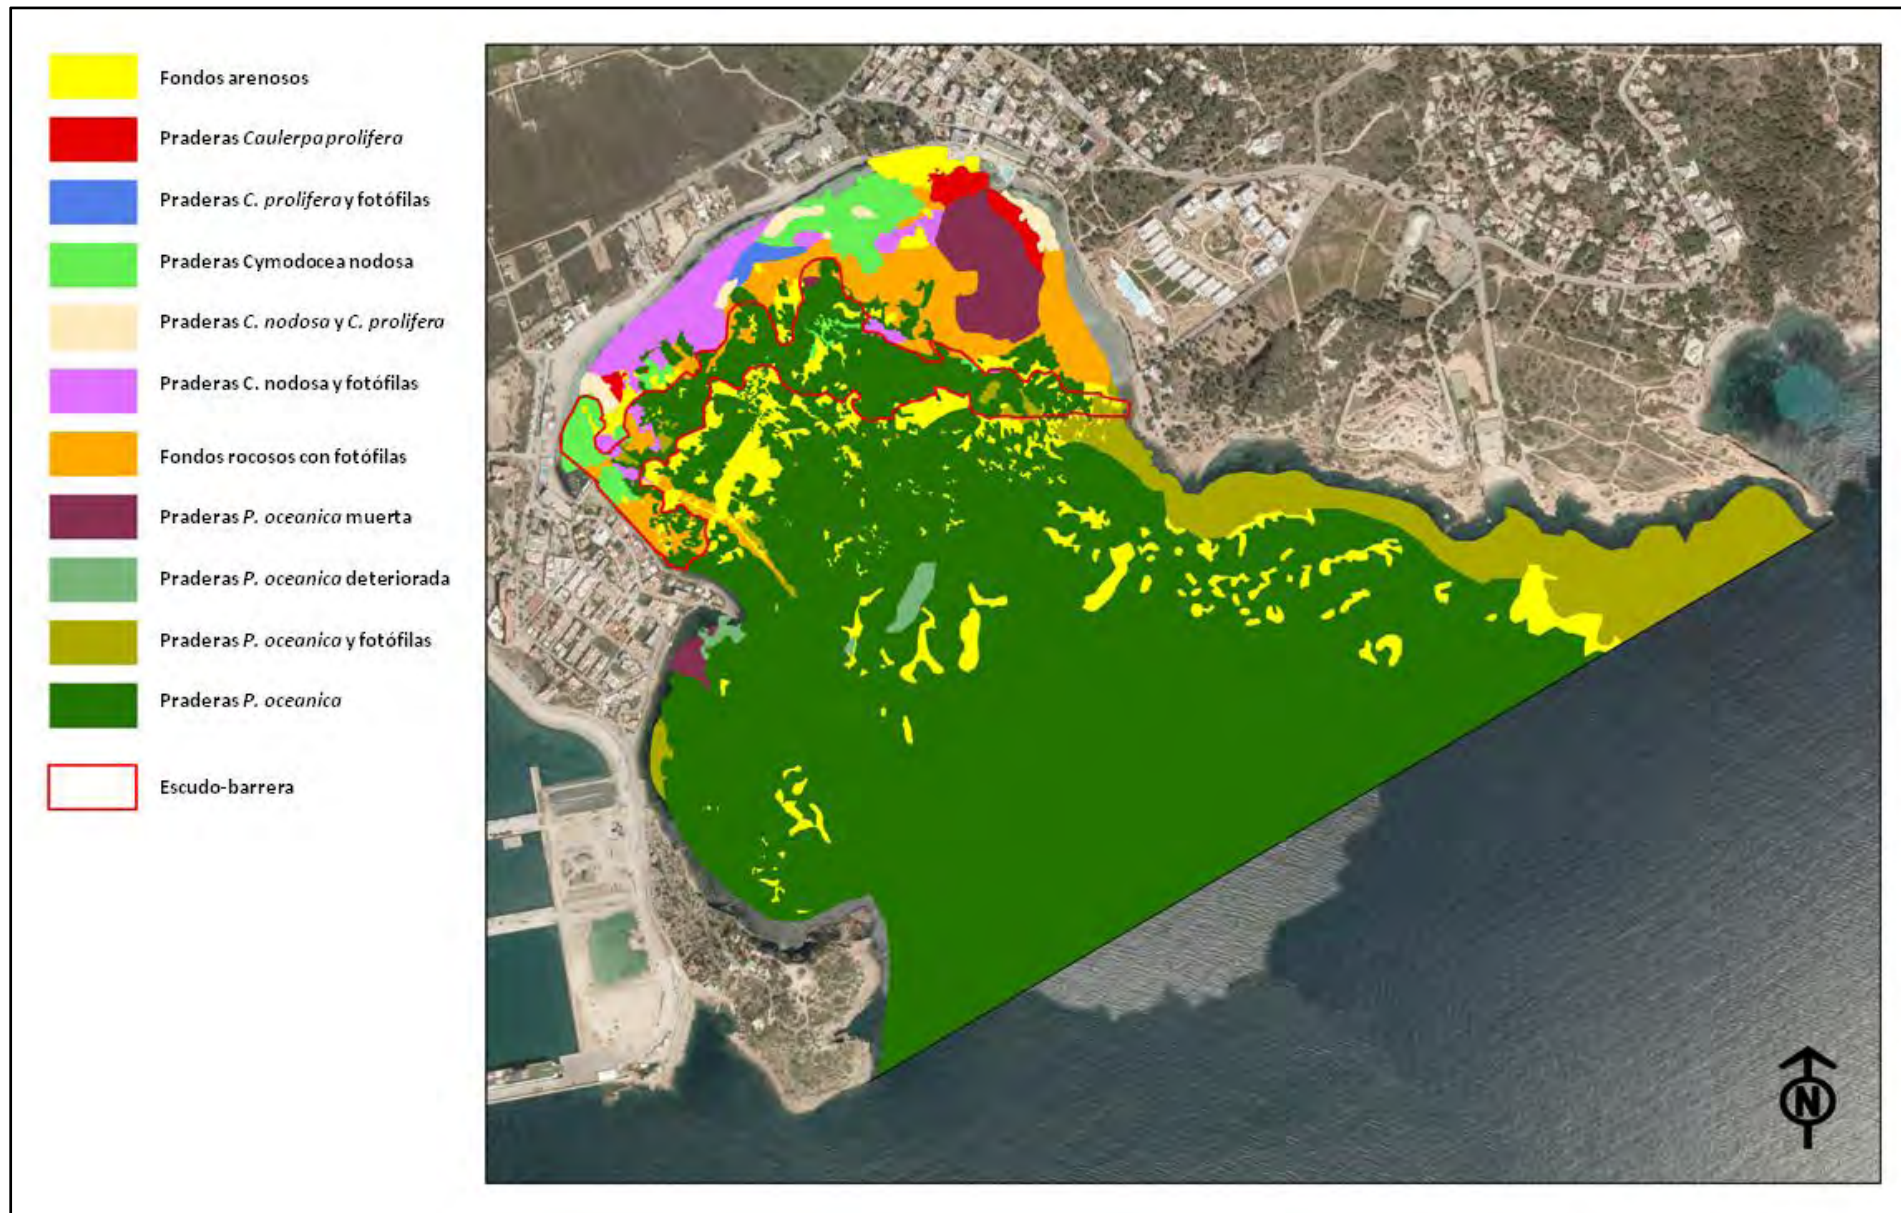 Fondos arenosos
Praderas Caulerpa prolifera
Praderas C. prolifera y fotófilas
Praderas Cymodocea nodosa
Praderas C. nodosa y C. prolifera
Praderas C. nodosa y fotófilas
Fondos rocosos con fotófilas
Praderas P. oceanica muerta
Praderas P. oceanica deteriorada
Praderas P. oceanica y fotófilas
Praderas P. oceanica
Escudo-barrera
N